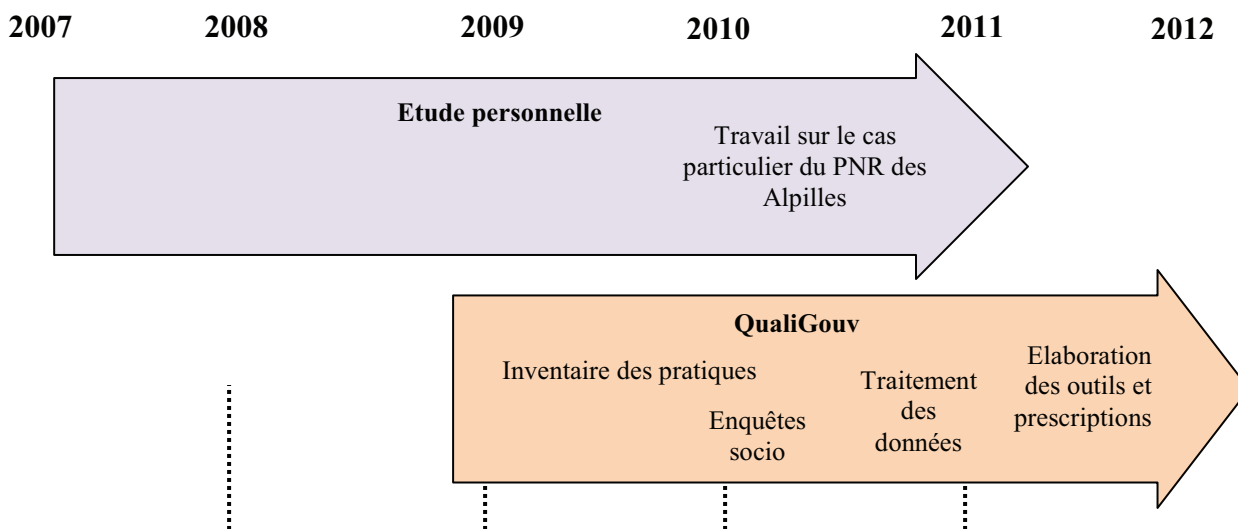 2007 2008 2009 2010 2011 2012
Etude personnelle
Travail sur le cas
particulier du PNR des
Alpilles
QualiGouv
Inventaire des pratiques
Enquêtes
socio
Traitement
des
données
Elaboration
des outils et
prescriptions